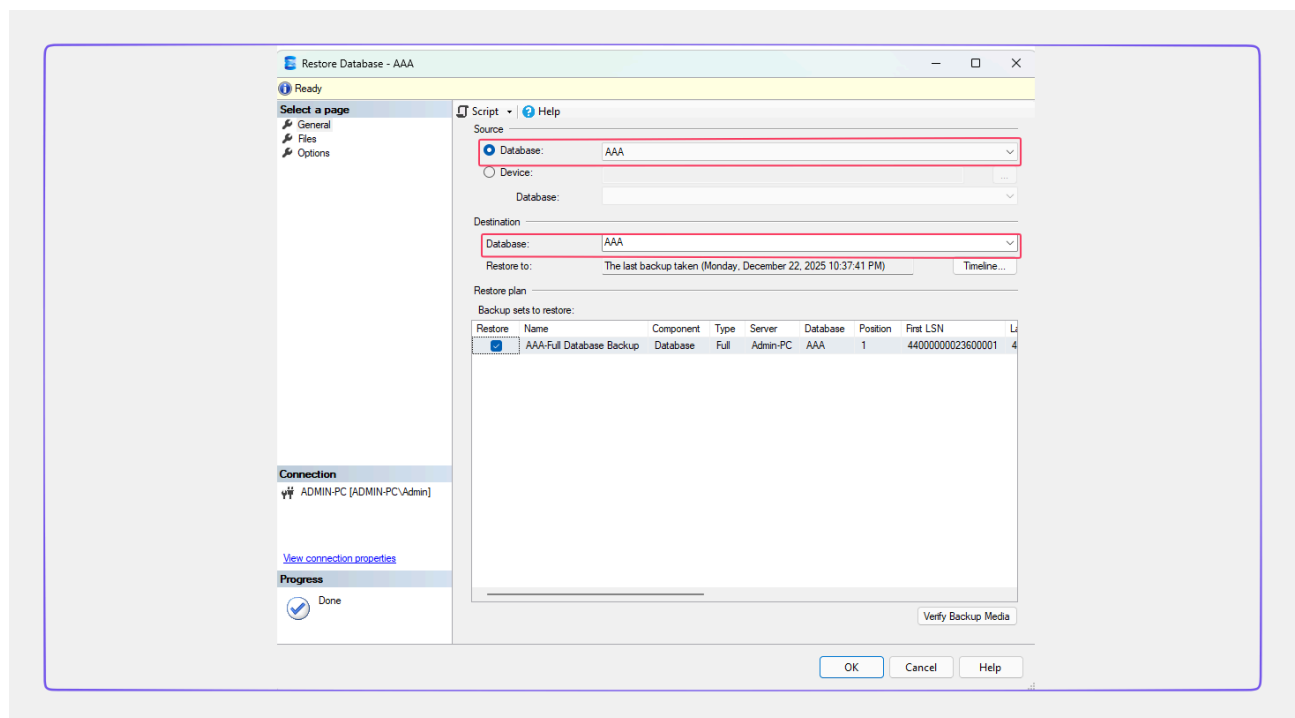 Restore Database - AAA
Ready
Select a page
General
Files
Options
Script
Help
Source
Database: AAA
Device:
...
Database:
Destination
Database: AAA
Restore to: The last backup taken (Monday, December 22, 2025 10:37:41 PM) Timeline...
Restore plan
Backup sets to restore:
Restore Name Component Type Server Database Position First LSN La
AAA-Full Database Backup Database Full Admin-PC AAA 1 44000000023600001 4
Connection
ADMIN-PC [ADMIN-PC\Admin]
View connection properties
Progress
Done
Verify Backup Media
OK Cancel Help